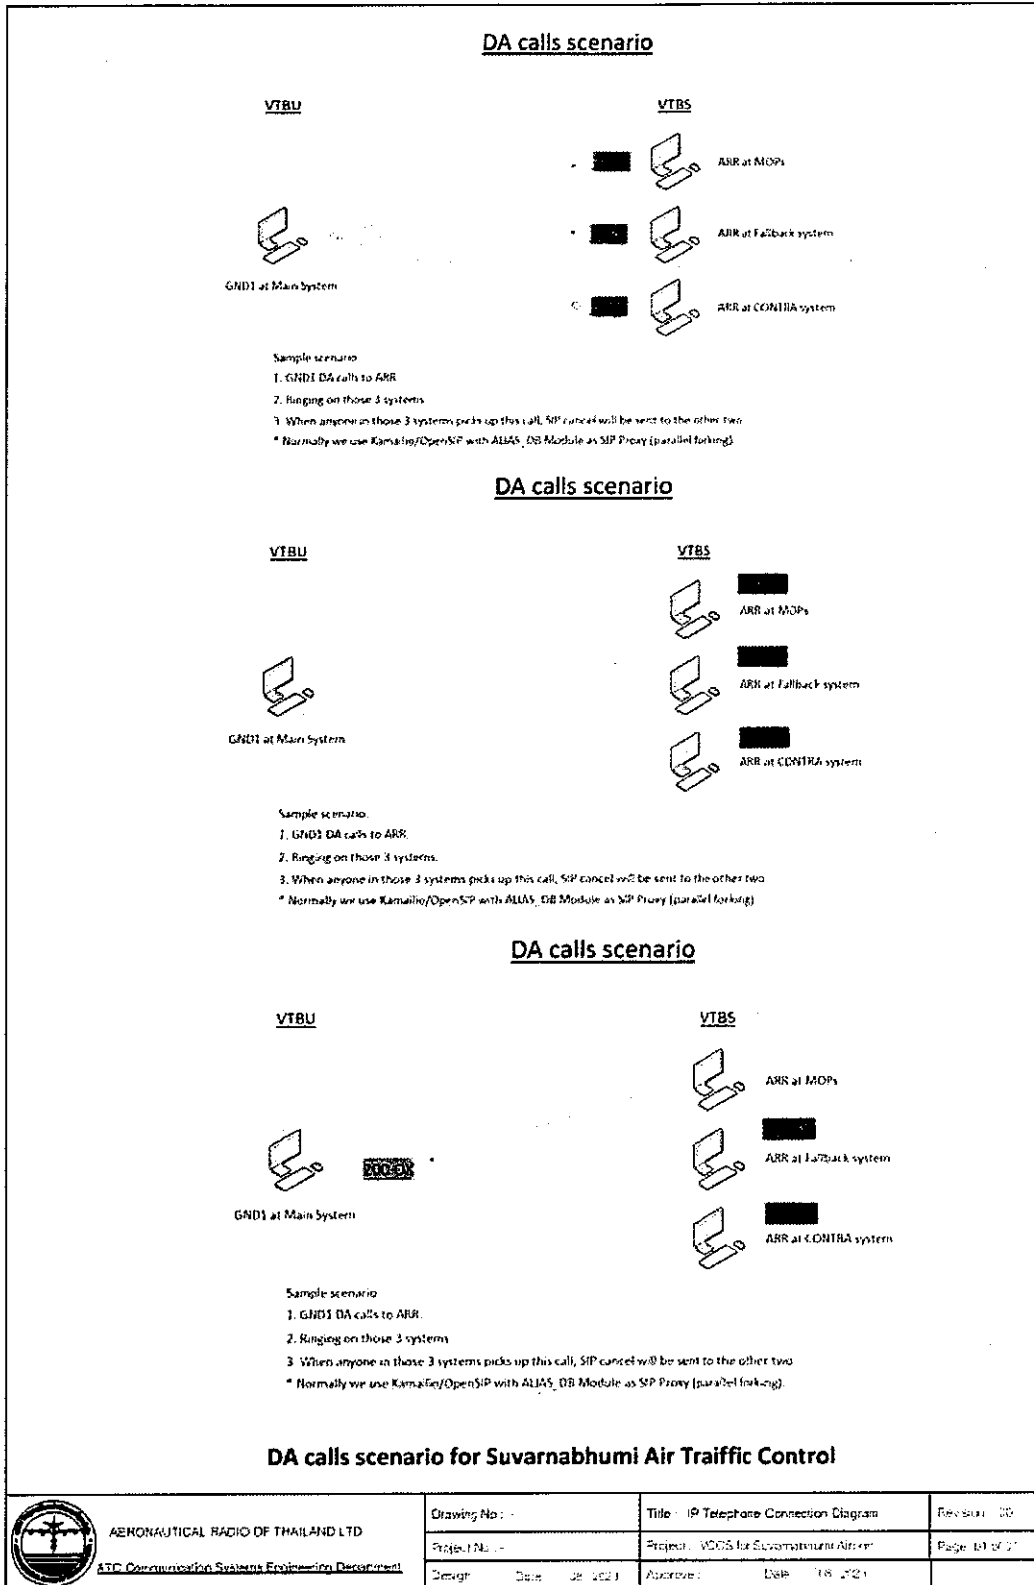 DA calls scenario
VTBU
VTBS
ARR at MOPs
ARR at Fallback system
GND1 at Main System
ARR at CONTRA system
Sample scenario
1. GND1 DA calls to ARR
2. Ringing on those 3 systems
3 When anyone in those 3 systems picks up this call, SIP cancel will be sent to the other two
* Normally we use Kamailio/OpenSIP with ALIAS_DB Module as SIP Proxy (parallel forking)
DA calls scenario
VTBU
VTBS
ARR at MOPs
ARR at Fallback system
GND1 at Main System
ARR at CONTRA system
Sample scenario
1. GND1 DA calls to ARR.
2. Ringing on those 3 systems.
3. When anyone in those 3 systems picks up this call, SIP cancel will be sent to the other two
* Normally we use Kamailio/OpenSIP with ALIAS_DB Module as SIP Proxy (parallel forking)
DA calls scenario
VTBU
VTBS
ARR at MOPs
200 OK
ARR at Fallback system
GND1 at Main System
ARR at CONTRA system
Sample scenario
1. GND1 DA calls to ARR.
2. Ringing on those 3 systems
3 When anyone in those 3 systems picks up this call, SIP cancel will be sent to the other two
* Normally we use Kamailio/OpenSIP with ALIAS_DB Module as SIP Proxy (parallel forking).
DA calls scenario for Suvarnabhumi Air Traiffic Control
AERONAUTICAL RADIO OF THAILAND LTD
ATC Communication Systems Engineering Department
Drawing No : -
Title : IP Telephone Connection Diagram
Revision : 00
Project No : -
Project : VCCS for Suvarnabhumi Airport
Page
Design
Date
Approve :
Date